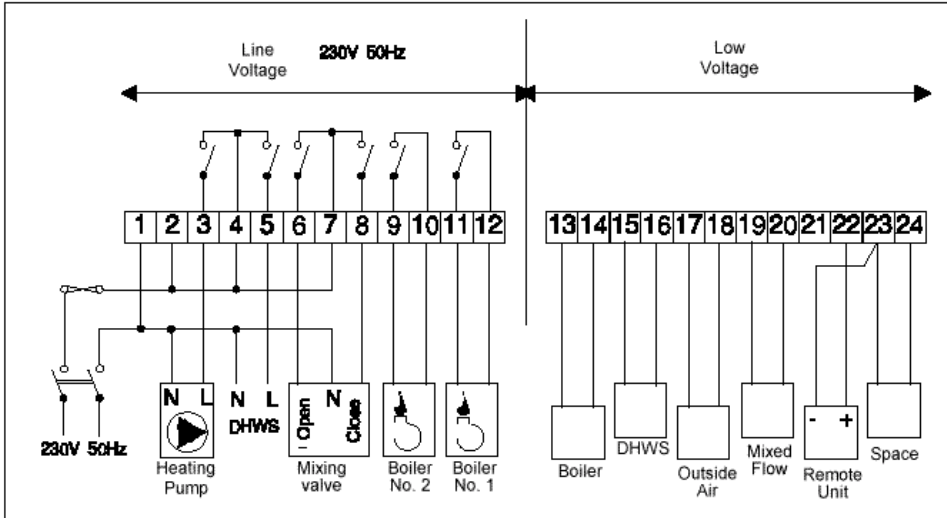 Line
Voltage
230V 50Hz
Low
Voltage
1 2 3 4 5 6 7 8 9 10 11 12
13 14 15 16 17 18 19 20 21 22 23 24
N L
N L
DHWS
Open
N
Close
- +
230V 50Hz
Heating
Pump
Mixing
valve
Boiler
No. 2
Boiler
No. 1
Boiler
DHWS
Outside
Air
Mixed
Flow
Remote
Unit
Space